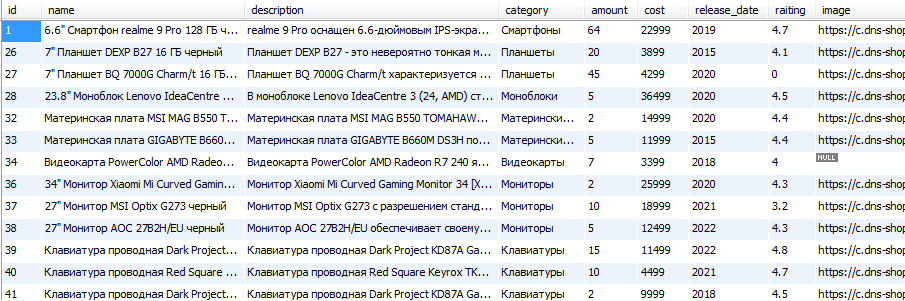 id name description category amount cost release_date raiting image
1 6.6" Смартфон realme 9 Pro 128 ГБ ч... realme 9 Pro оснащен 6.6-дюймовым IPS-экра... Смартфоны 64 22999 2019 4.7 https://c.dns-shop
26 7" Планшет DEXP B27 16 ГБ черный Планшет DEXP B27 - это невероятно тонкая м... Планшеты 20 3899 2015 4.1 https://c.dns-shop
27 7" Планшет BQ 7000G Charm/t 16 ГБ... Планшет BQ 7000G Charm/t характеризуется ... Планшеты 45 4299 2020 0 https://c.dns-shop
28 23.8" Моноблок Lenovo IdeaCentre ... В моноблоке Lenovo IdeaCentre 3 (24, AMD) ст... Моноблоки 5 36499 2020 4.5 https://c.dns-shop
32 Материнская плата MSI MAG B550 T... Материнская плата MSI MAG B550 TOMAHAW... Матерински... 2 14999 2020 4.4 https://c.dns-shop
33 Материнская плата GIGABYTE B660... Материнская плата GIGABYTE B660M DS3H по... Матерински... 5 11999 2015 4.4 https://c.dns-shop
34 Видеокарта PowerColor AMD Radeo... Видеокарта PowerColor AMD Radeon R7 240 я... Видеокарты 7 3399 2018 4 NULL
36 34" Монитор Xiaomi Mi Curved Gamin... Монитор Xiaomi Mi Curved Gaming Monitor 34 [X... Мониторы 2 25999 2020 4.3 https://c.dns-shop
37 27" Монитор MSI Optix G273 черный Монитор MSI Optix G273 с разрешением станд... Мониторы 10 18999 2021 3.2 https://c.dns-shop
38 27" Монитор AOC 27B2H/EU черный Монитор AOC 27B2H/EU обеспечивает своему... Мониторы 5 12499 2022 4.3 https://c.dns-shop
39 Клавиатура проводная Dark Project... Клавиатура проводная Dark Project KD87A Ga... Клавиатуры 15 11499 2022 4.8 https://c.dns-shop
40 Клавиатура проводная Red Square ... Клавиатура проводная Red Square Keyrox TK... Клавиатуры 10 4499 2021 4 https://c.dns-shop
41 Клавиатура проводная Dark Project... Клавиатура проводная Dark Project KD87A Ga... Клавиатуры 2 9999 2018 4.5 https://c.dns-shop